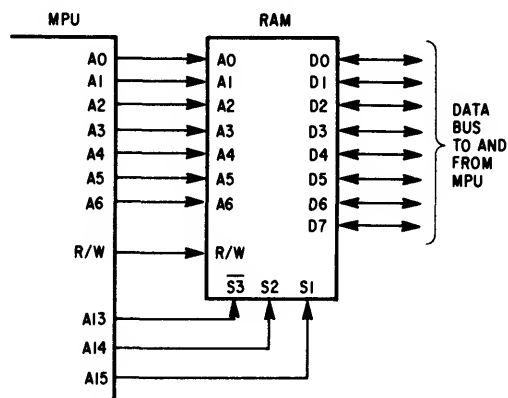 MPU RAM
A0 A0 D0
A1 A1 D1
A2 A2 D2
A3 A3 D3
A4 A4 D4
A5 A5 D5
A6 A6 D6
D7
R/W R/W
S3 S2 S1
A13
A14
A15
DATA
BUS
TO AND
FROM
MPU